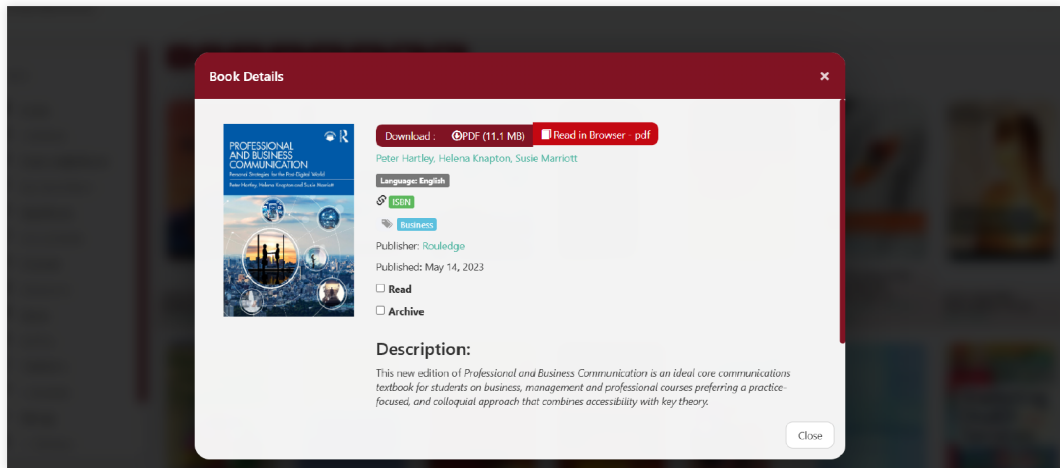 Book Details
×
PROFESSIONAL
AND BUSINESS
COMMUNICATION
Personal Strategies for the Post-Digital World
Peter Hartley, Helena Knapton and Susie Marriott
Download : PDF (11.1 MB) Read in Browser - pdf
Peter Hartley, Helena Knapton, Susie Marriott
Language: English
ISBN
Business
Publisher: Rouledge
Published: May 14, 2023
Read
Archive
Description:
This new edition of Professional and Business Communication is an ideal core communications
textbook for students on business, management and professional courses preferring a practice-
focused, and colloquial approach that combines accessibility with key theory.
Close